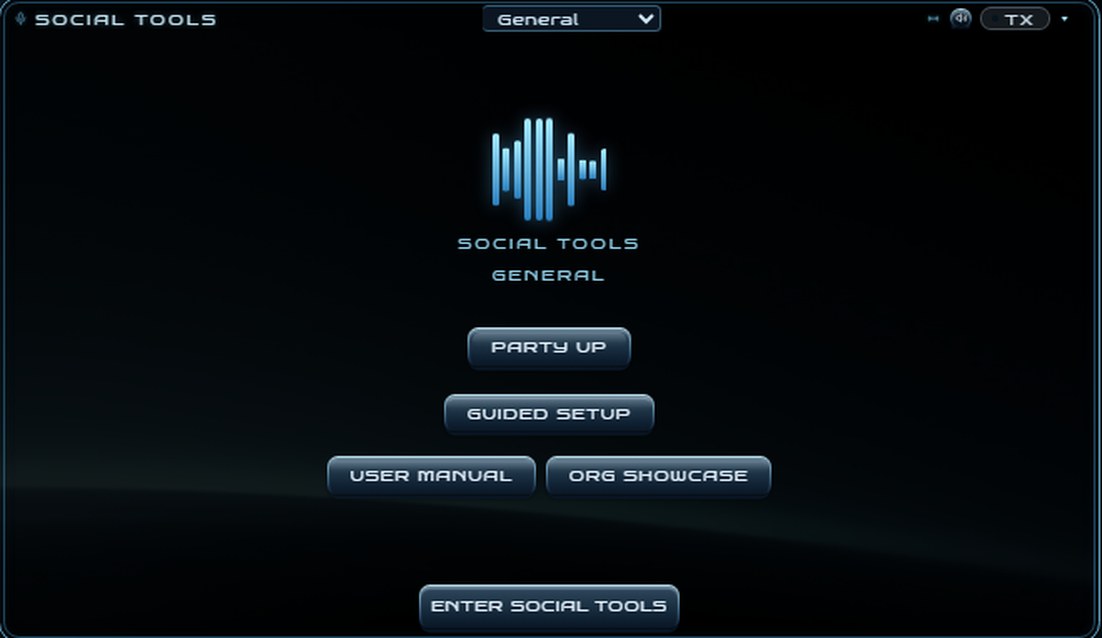 SOCIAL TOOLS
General
TX
SOCIAL TOOLS
GENERAL
PARTY UP
GUIDED SETUP
USER MANUAL
ORG SHOWCASE
ENTER SOCIAL TOOLS